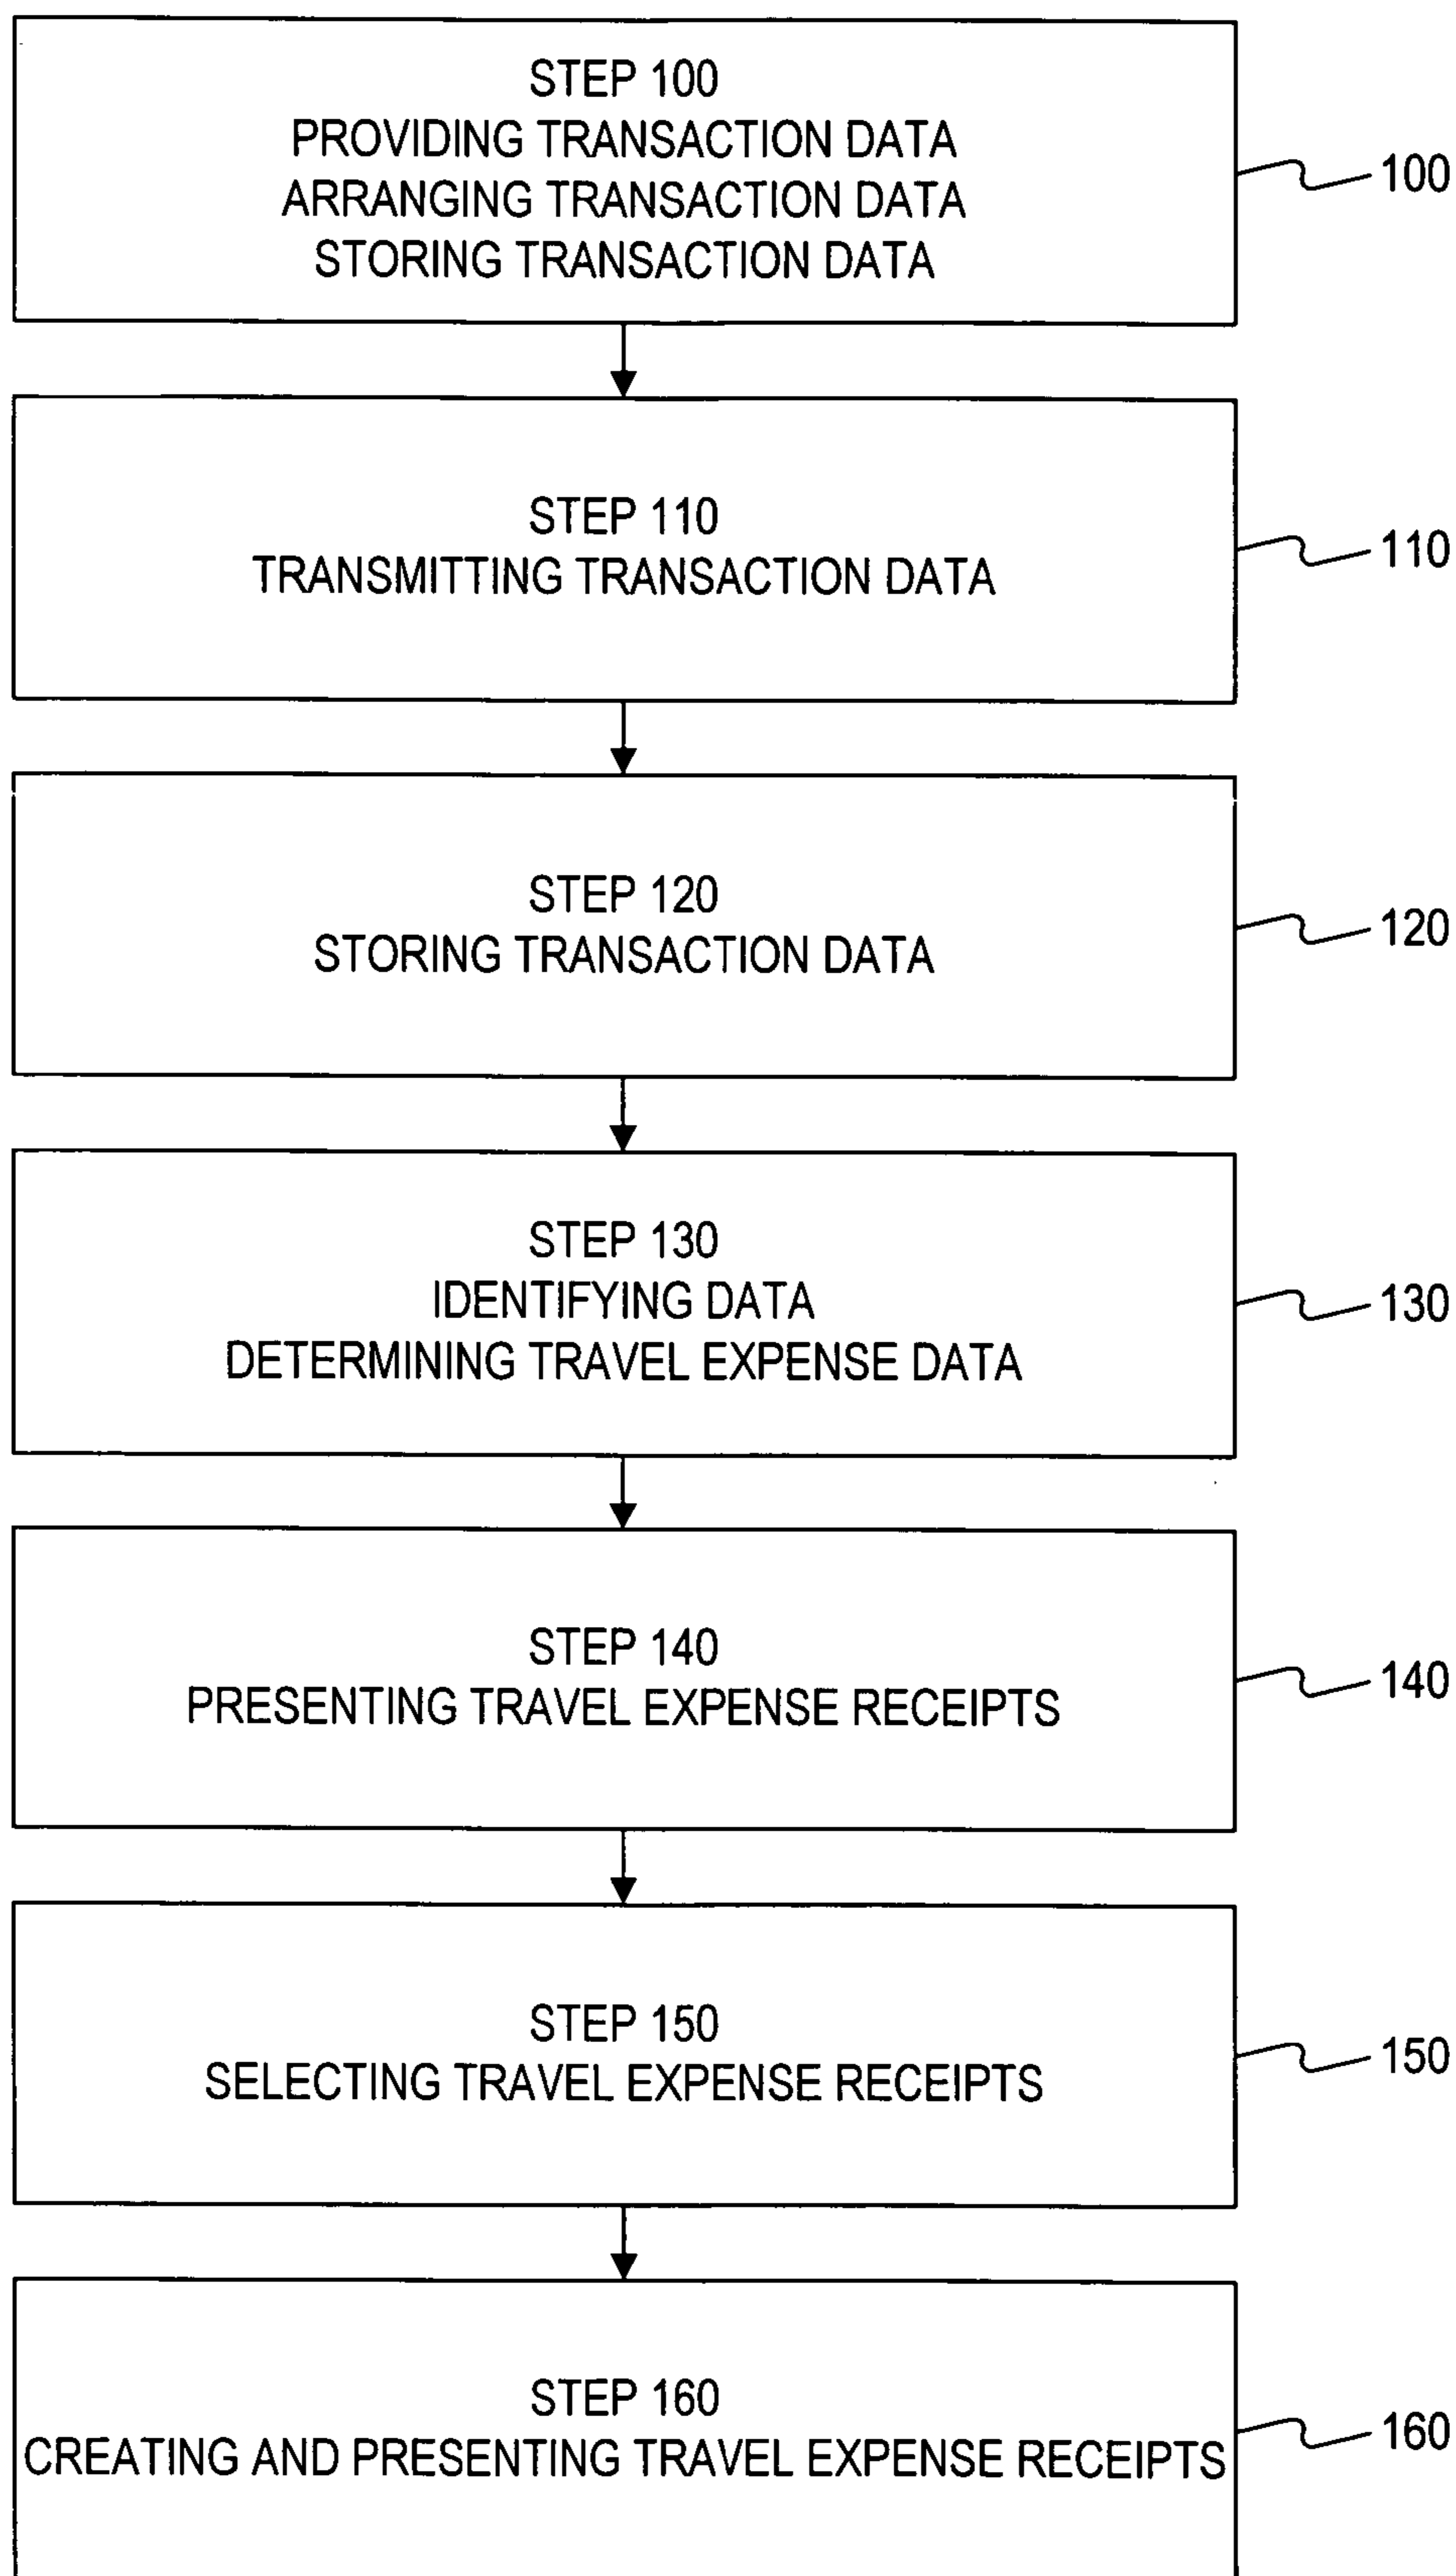 STEP 100
PROVIDING TRANSACTION DATA
ARRANGING TRANSACTION DATA
STORING TRANSACTION DATA
100
STEP 110
TRANSMITTING TRANSACTION DATA
110
STEP 120
STORING TRANSACTION DATA
120
STEP 130
IDENTIFYING DATA
DETERMINING TRAVEL EXPENSE DATA
130
STEP 140
PRESENTING TRAVEL EXPENSE RECEIPTS
140
STEP 150
SELECTING TRAVEL EXPENSE RECEIPTS
150
STEP 160
CREATING AND PRESENTING TRAVEL EXPENSE RECEIPTS
160